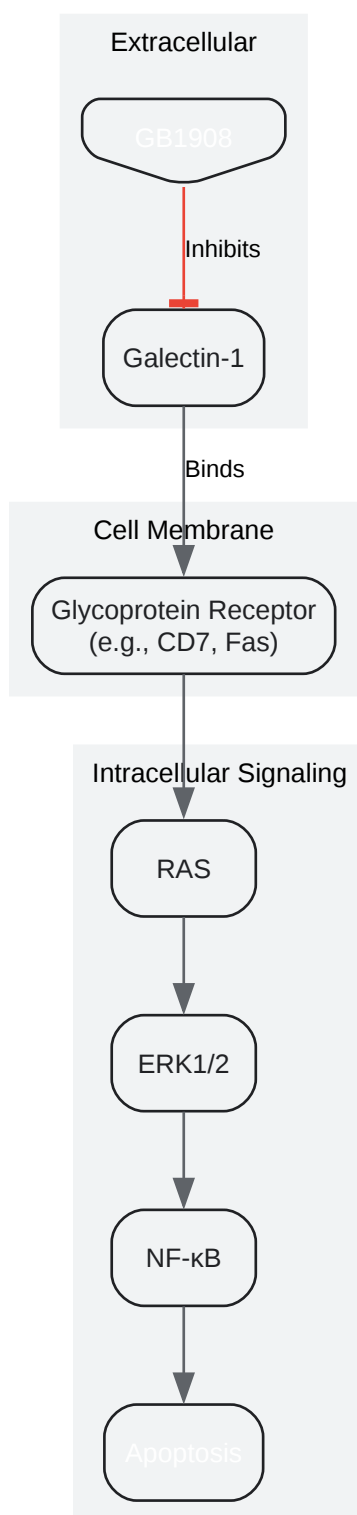 Extracellular
GB1908
Inhibits
Galectin-1
Binds
Cell Membrane
Glycoprotein Receptor
(e.g., CD7, Fas)
Intracellular Signaling
RAS
ERK1/2
NF-κB
Apoptosis